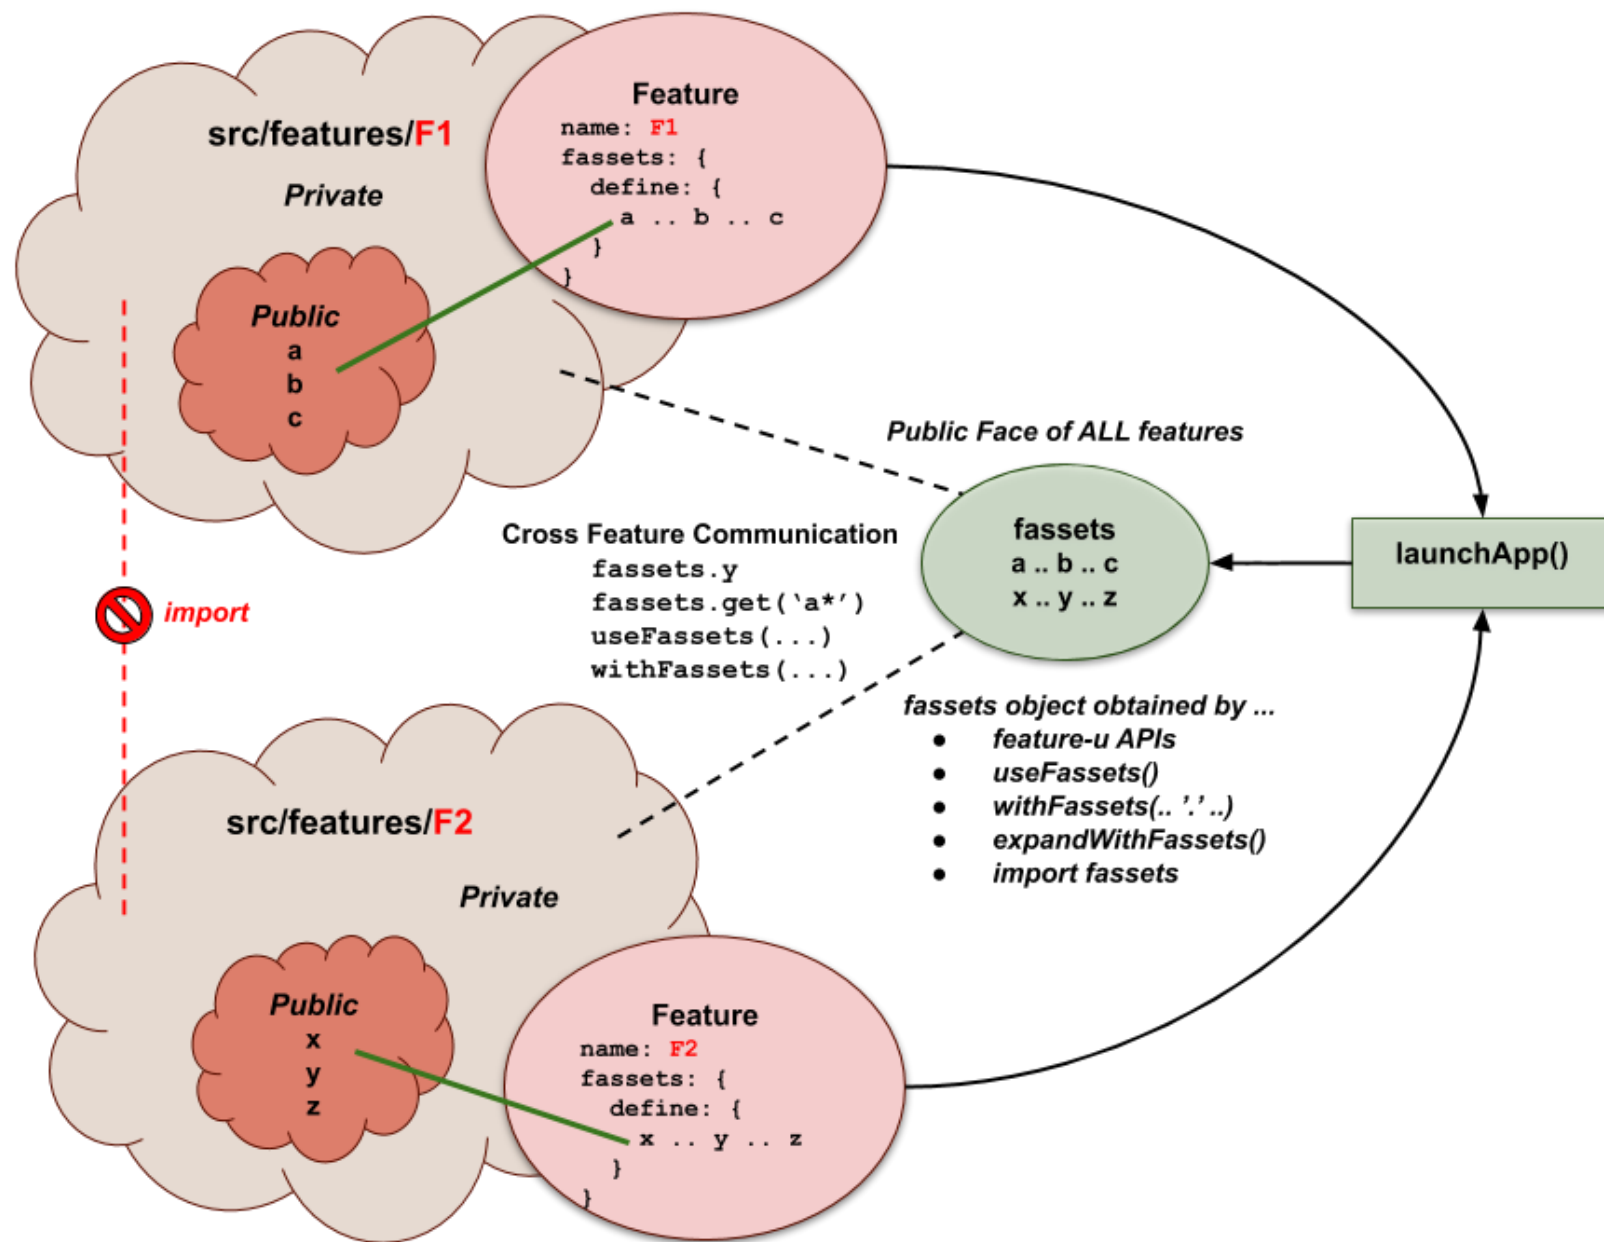 src/features/F1
Private
Public
a
b
c
Feature
name: F1
fassets: {
define: {
a .. b .. c
}
}
import
Public Face of ALL features
fassets
a .. b .. c
x .. y .. z
launchApp()
Cross Feature Communication
fassets.y
fassets.get(‘a*’)
useFassets(...)
withFassets(...)
fassets object obtained by ...
● feature-u APIs
● useFassets()
● withFassets(.. ’.’ ..)
● expandWithFassets()
● import fassets
src/features/F2
Private
Public
x
y
z
Feature
name: F2
fassets: {
define: {
x .. y .. z
}
}